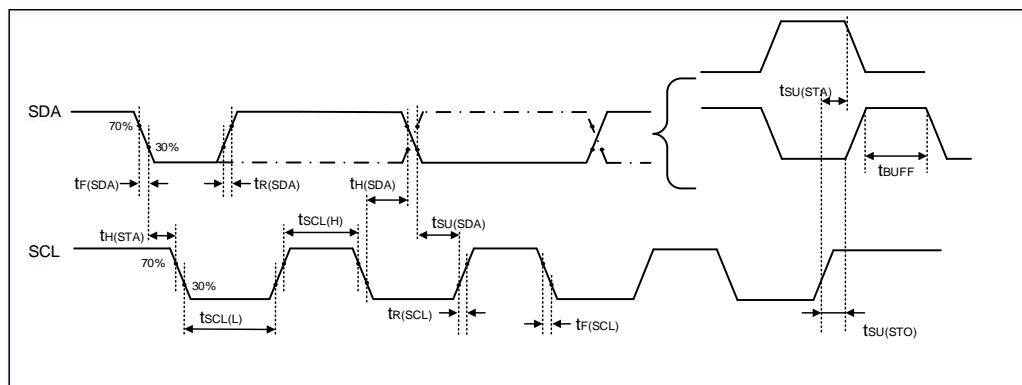 tSU(STA)
SDA
70%
30%
tBUFF
tF(SDA)
tR(SDA)
tH(SDA)
tSCL(H)
tSU(SDA)
tH(STA)
SCL
70%
30%
tSCL(L)
tR(SCL)
tF(SCL)
tSU(STO)